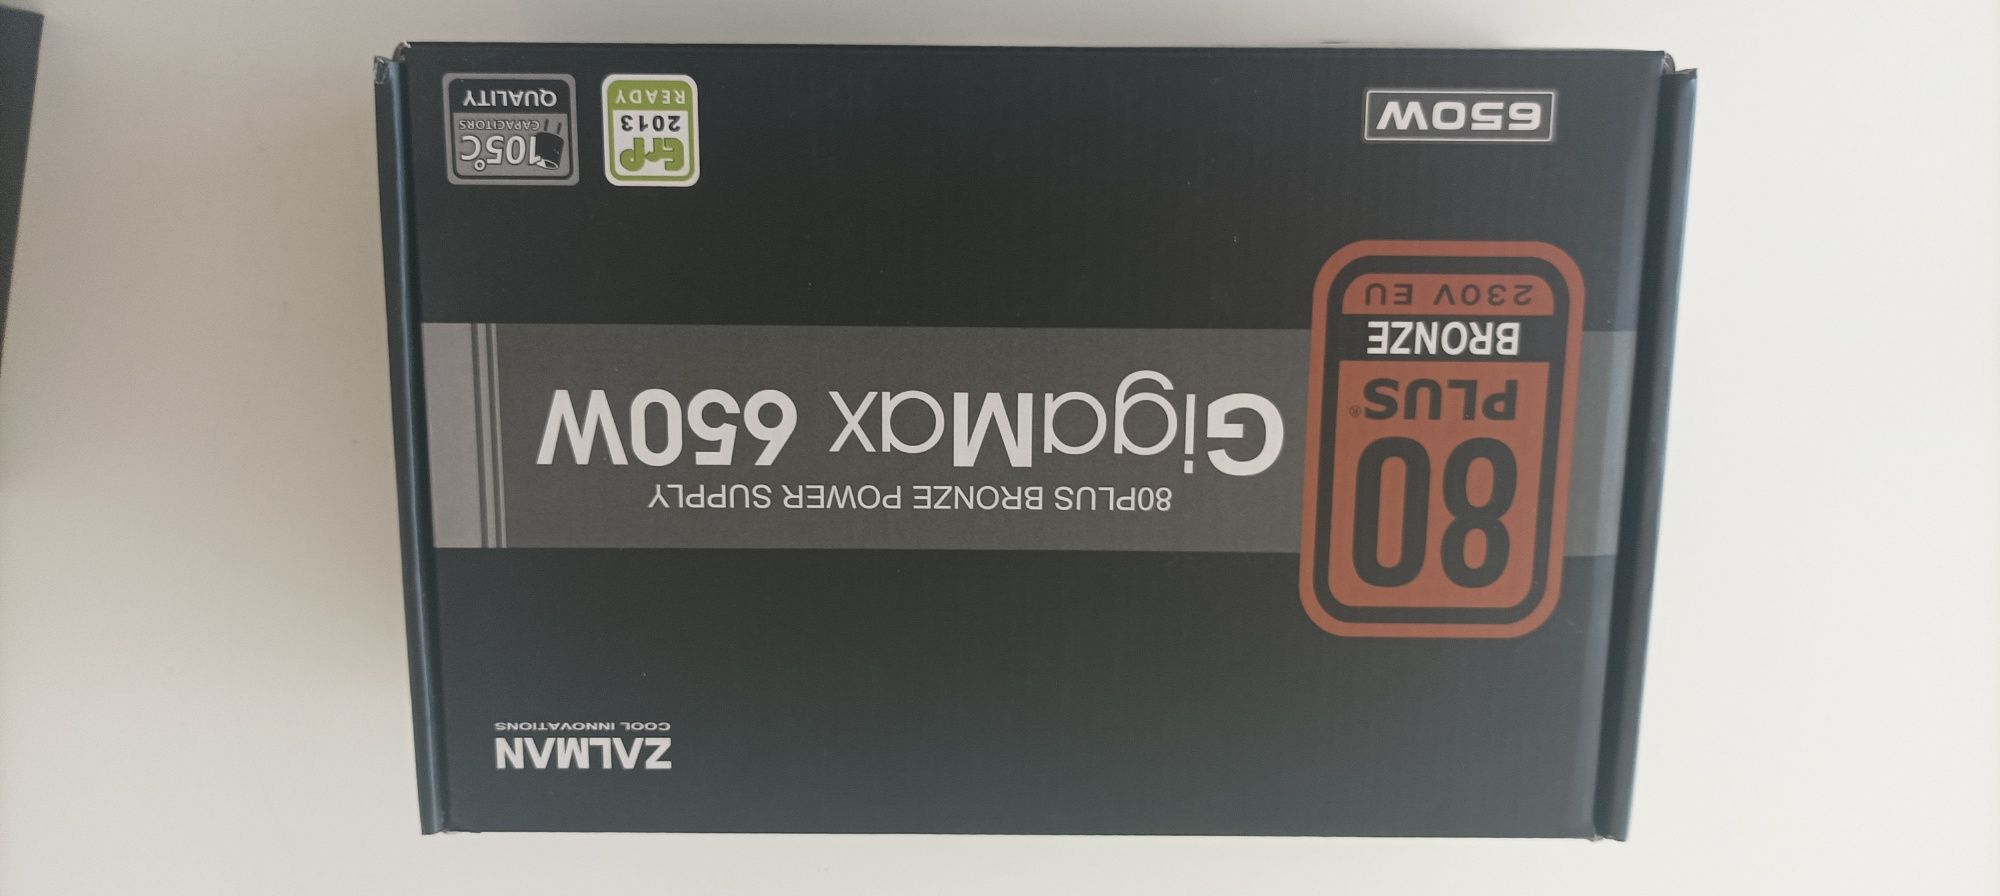 ZALMAN
COOL INNOVATIONS
80
PLUS®
BRONZE
230V EU
80PLUS BRONZE POWER SUPPLY
GigaMax 650W
650W
ErP
2013
READY
105°C
CAPACITORS
QUALITY